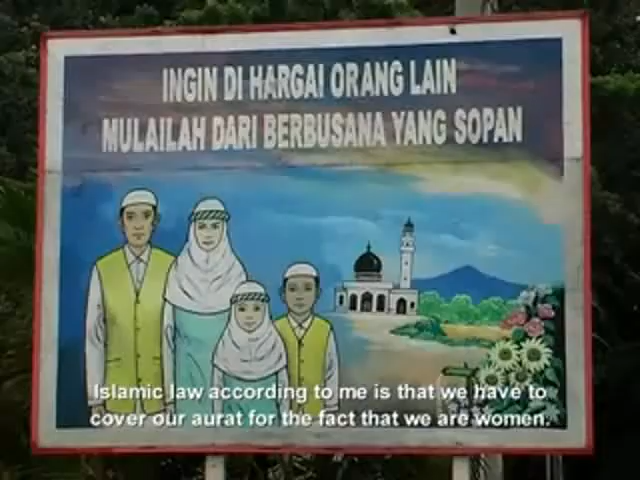 INGIN DI HARGAI ORANG LAIN
MULAILAH DARI BERBUSANA YANG SOPAN
Islamic law according to me is that we have to
cover our aurat for the fact that we are women.